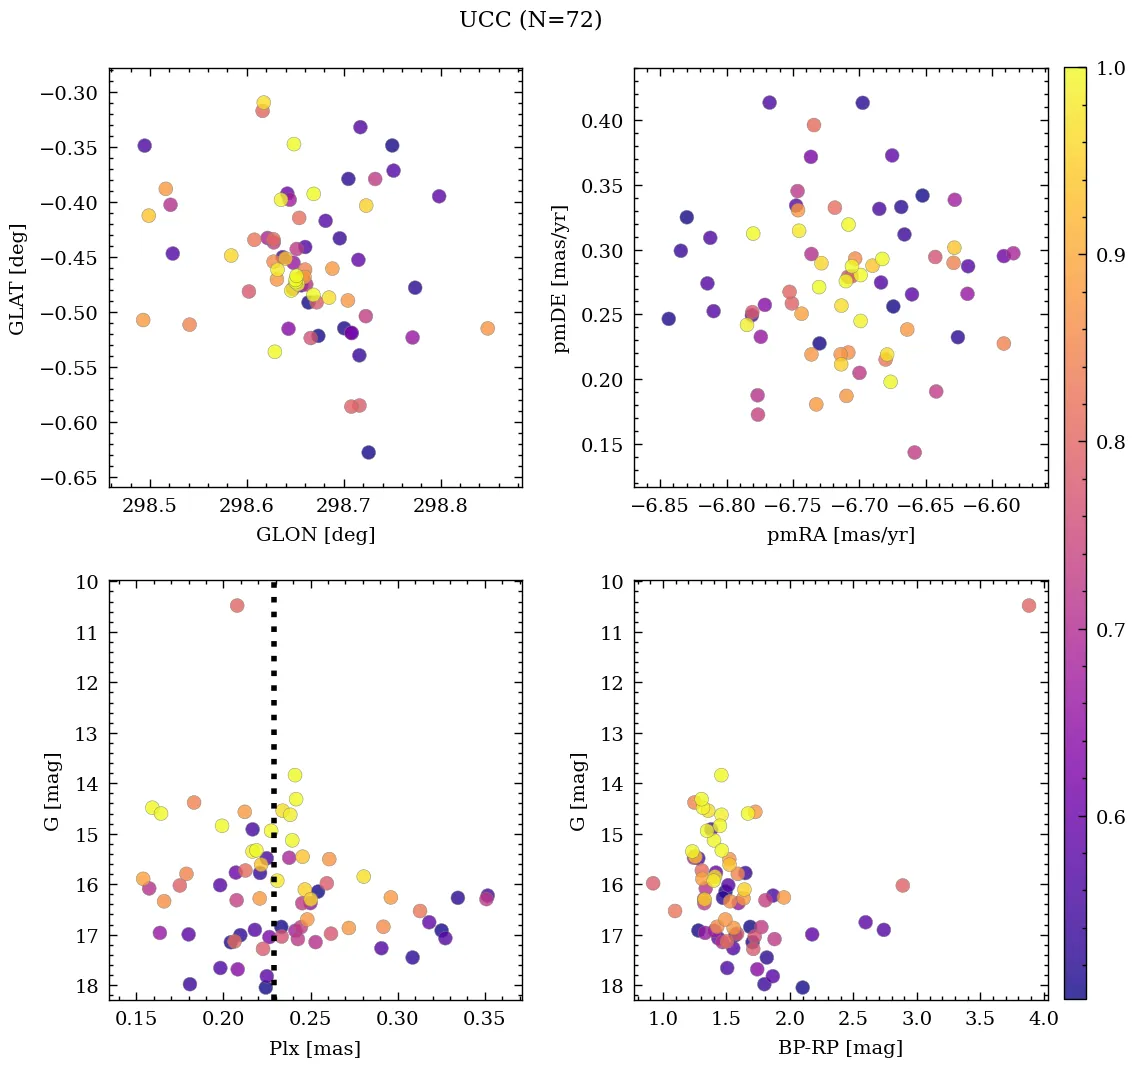 UCC (N=72)
−0.30
−0.35
−0.40
−0.45
−0.50
−0.55
−0.60
−0.65
GLAT [deg]
298.5 298.6 298.7 298.8
GLON [deg]
0.40
0.35
0.30
0.25
0.20
0.15
pmDE [mas/yr]
−6.85 −6.80 −6.75 −6.70 −6.65 −6.60
pmRA [mas/yr]
10
11
12
13
14
15
16
17
18
G [mag]
0.15 0.20 0.25 0.30 0.35
Plx [mas]
10
11
12
13
14
15
16
17
18
G [mag]
1.0 1.5 2.0 2.5 3.0 3.5 4.0
BP-RP [mag]
1.0
0.9
0.8
0.7
0.6